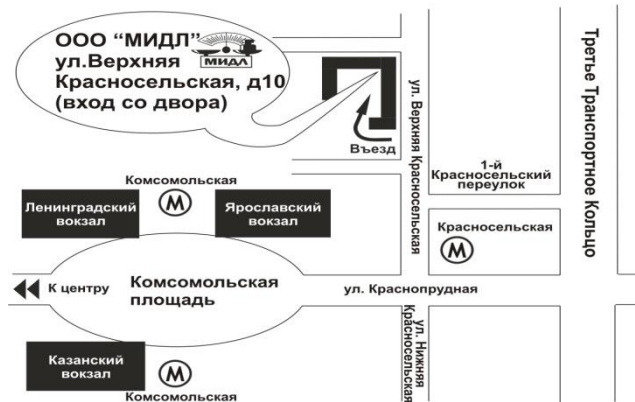 ООО “МИДЛ”
МИДЛ
ул.Верхняя
Красносельская, д10
(вход со двора)
Въезд
ул. Верхняя Красносельская
Третье Транспортное Кольцо
1-й
Красносельский
переулок
Комсомольская
М
Ленинградский
вокзал
Ярославский
вокзал
Красносельская
М
К центру
Комсомольская
площадь
ул. Краснопрудная
ул. Нижняя
Красносельская
Казанский
вокзал
М
Комсомольская